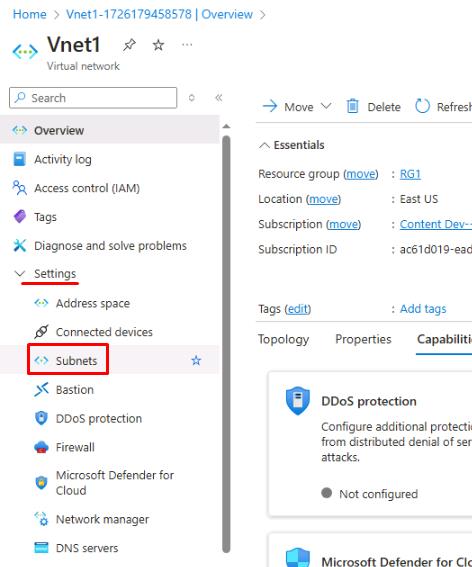 Home > Vnet1-1726179458578 | Overview >
Vnet1
Virtual network
Search
Overview
Activity log
Access control (IAM)
Tags
Diagnose and solve problems
Settings
Address space
Connected devices
Subnets
Bastion
DDoS protection
Firewall
Microsoft Defender for
Cloud
Network manager
DNS servers
Move
Delete
Refresh
Essentials
Resource group (move) : RG1
Location (move) : East US
Subscription (move) : Content Dev--
Subscription ID : ac61d019-ead
Tags (edit) : Add tags
Topology Properties Capabiliti
DDoS protection
Configure additional protecti
from distributed denial of ser
attacks.
Not configured
Microsoft Defender for Cl